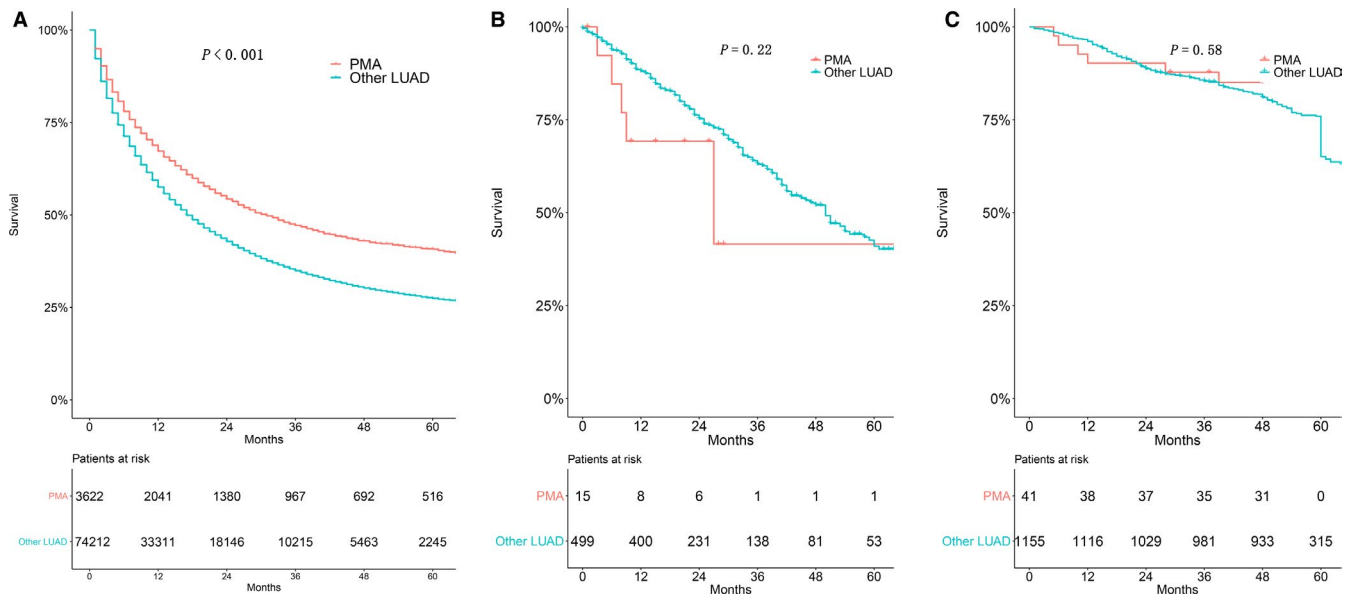 A
P < 0.001
PMA
Other LUAD
100%
75%
50%
25%
0%
Survival
0 12 24 36 48 60
Months
Patients at risk
PMA 3622 2041 1380 967 692 516
Other LUAD 74212 33311 18146 10215 5463 2245
0 12 24 36 48 60
Months
B
P = 0.22
PMA
Other LUAD
100%
75%
50%
25%
0%
Survival
0 12 24 36 48 60
Months
Patients at risk
PMA 15 8 6 1 1 1
Other LUAD 499 400 231 138 81 53
0 12 24 36 48 60
Months
C
P = 0.58
PMA
Other LUAD
100%
75%
50%
25%
0%
Survival
0 12 24 36 48 60
Months
Patients at risk
PMA 41 38 37 35 31 0
Other LUAD 1155 1116 1029 981 933 315
0 12 24 36 48 60
Months